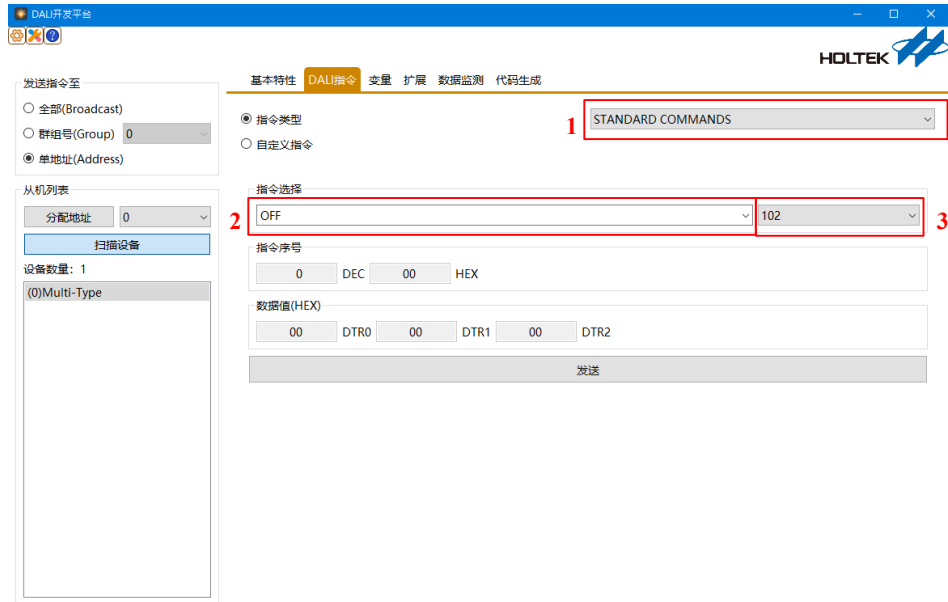 DALI开发平台
HOLTEK
发送指令至
全部(Broadcast)
群组号(Group) 0
单地址(Address)
从机列表
分配地址 0
扫描设备
设备数量：1
(0)Multi-Type
基本特性 DALI指令 变量 扩展 数据监测 代码生成
指令类型
1 STANDARD COMMANDS
自定义指令
指令选择
2 OFF 102 3
指令序号
0 DEC 00 HEX
数据值(HEX)
00 DTR0 00 DTR1 00 DTR2
发送